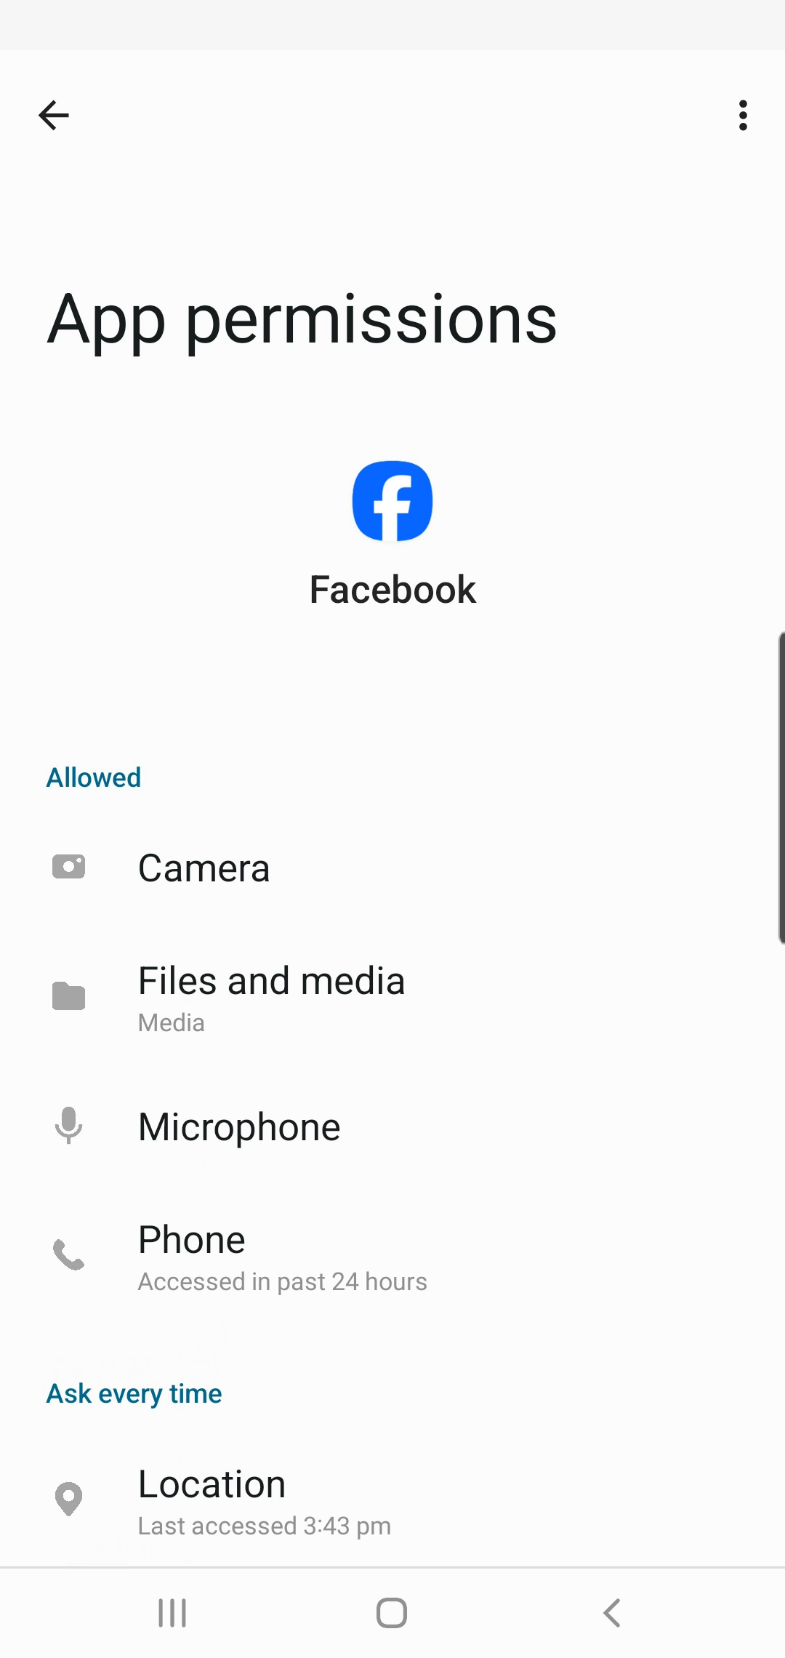 App permissions
Facebook
Allowed
Camera
Files and media
Media
Microphone
Phone
Accessed in past 24 hours
Ask every time
Location
Last accessed 3:43 pm